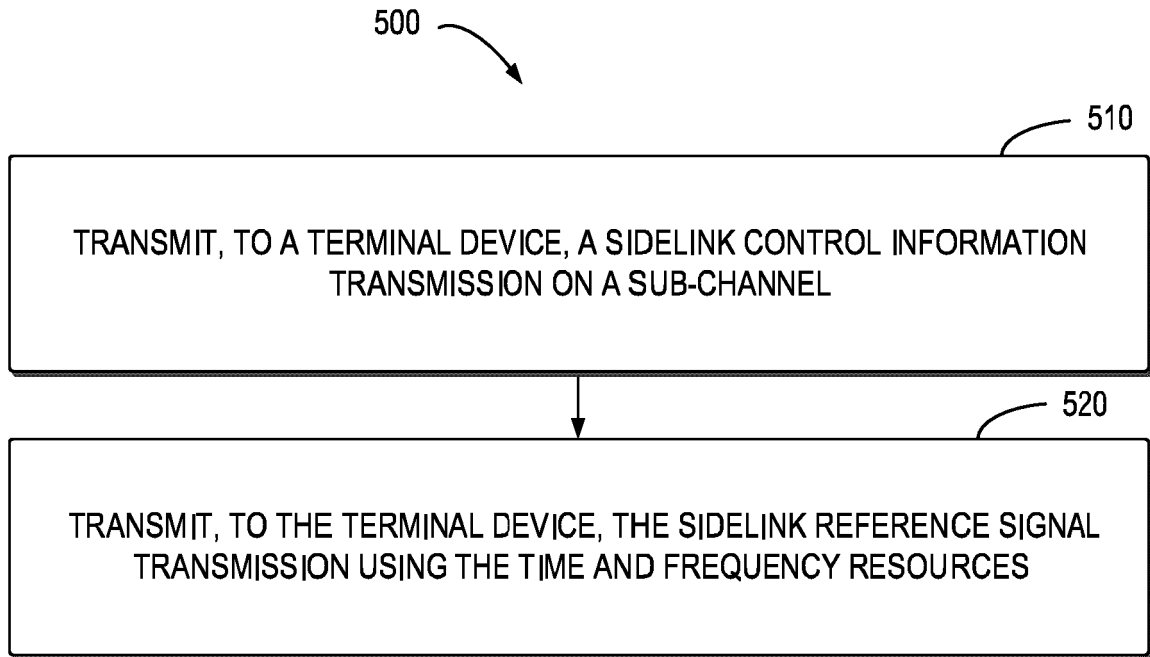 500
510
TRANSMIT, TO A TERMINAL DEVICE, A SIDELINK CONTROL INFORMATION
TRANSMISSION ON A SUB-CHANNEL
520
TRANSMIT, TO THE TERMINAL DEVICE, THE SIDELINK REFERENCE SIGNAL
TRANSMISSION USING THE TIME AND FREQUENCY RESOURCES